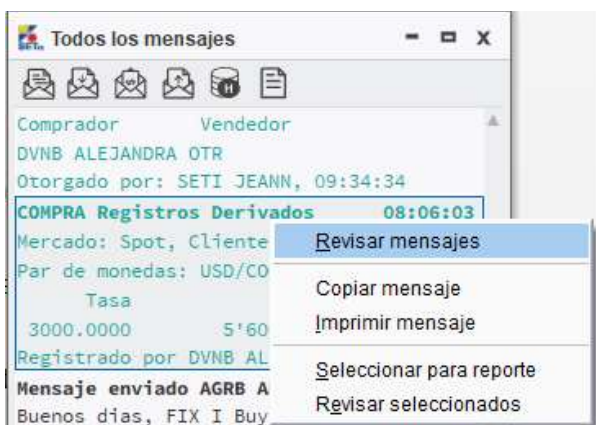 Todos los mensajes
Comprador Vendedor
DVNB ALEJANDRA OTR
Otorgado por: SETI JEANN, 09:34:34
COMPRA Registros Derivados 08:06:03
Mercado: Spot, Cliente
Par de monedas: USD/CO
Tasa
3000.0000 5'60
Registrado por DVNB AL
Mensaje enviado AGRB A
Buenos dias, FIX I Buy
Revisar mensajes
Copiar mensaje
Imprimir mensaje
Seleccionar para reporte
Revisar seleccionados